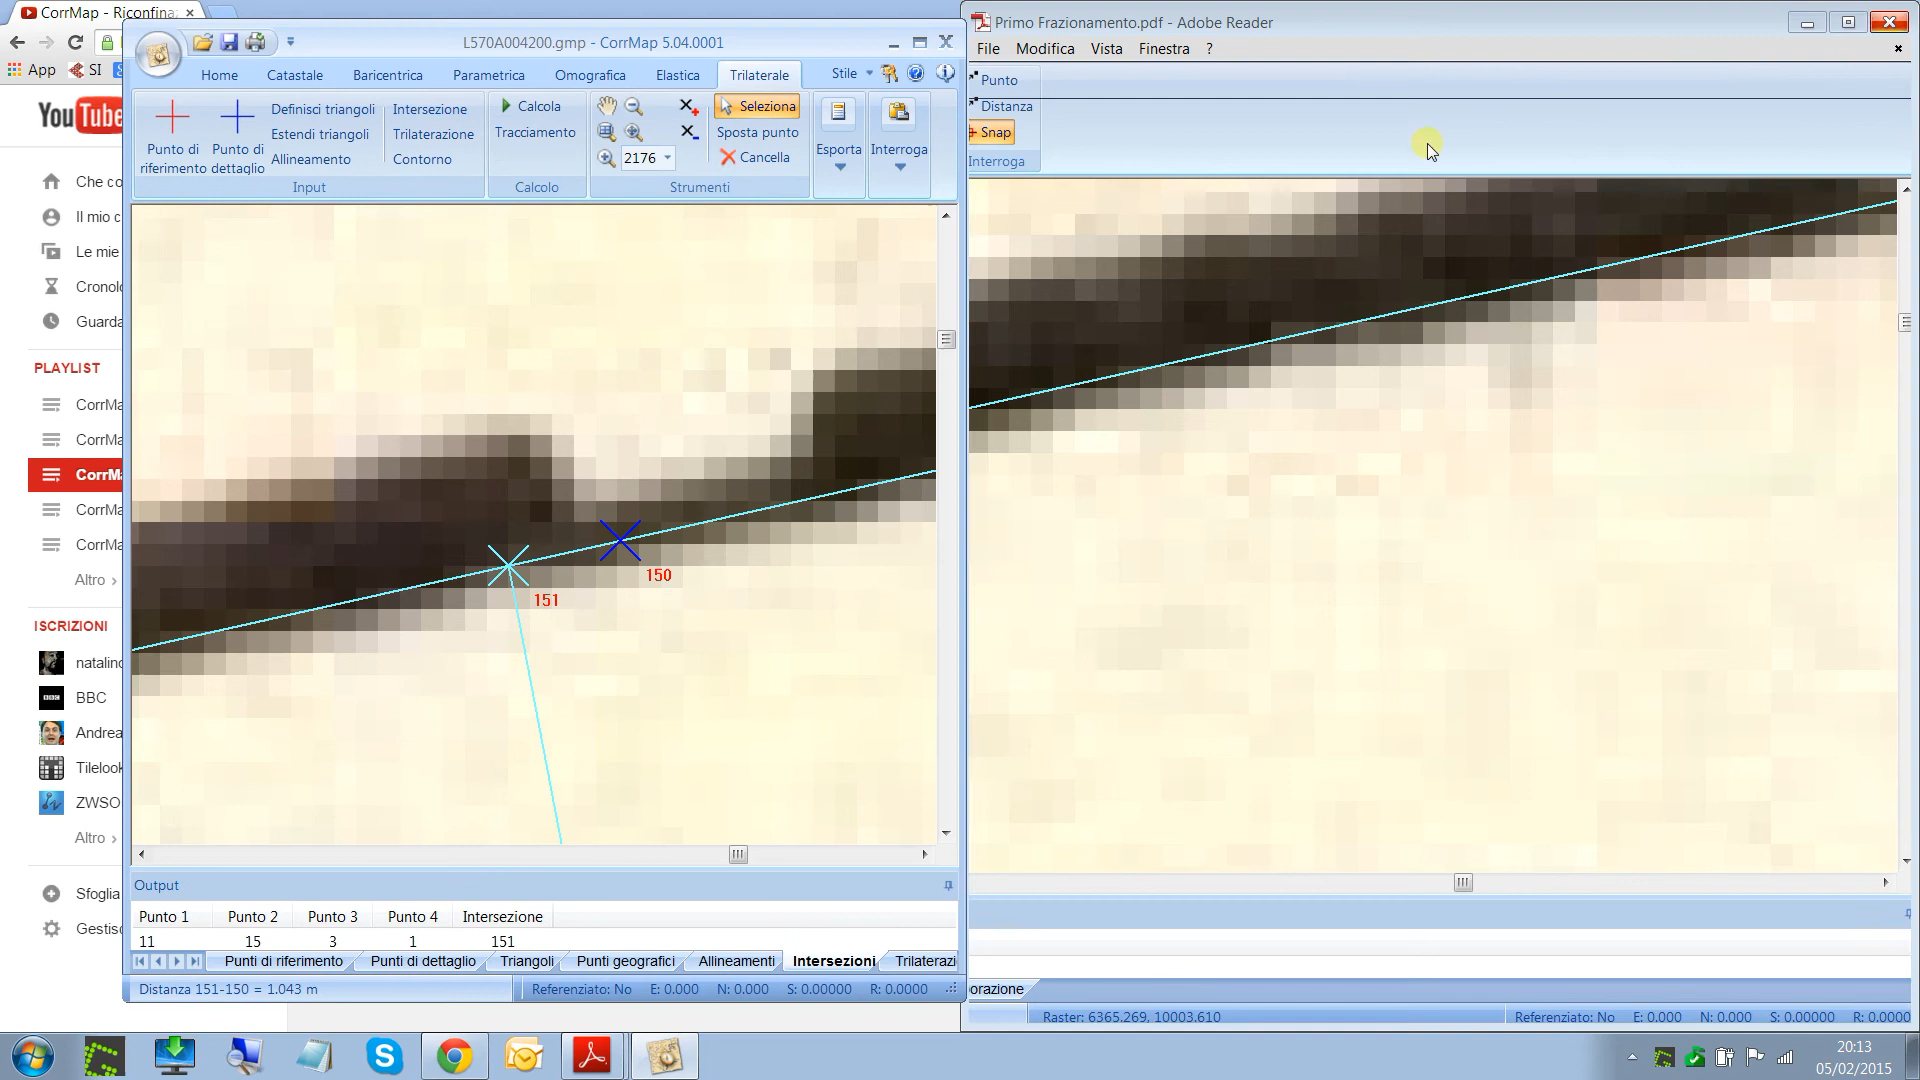 CorrMap - Riconfina
App
SI
You Tube
Che co
Il mio c
Le mie
Cronolo
Guarda
PLAYLIST
CorrMa
CorrMa
CorrMa
CorrMa
CorrMa
Altro ›
ISCRIZIONI
natalino
BBC
Andrea
Tilelook
ZWSO
Altro ›
Sfoglia
Gestisc
L570A004200.gmp - CorrMap 5.04.0001
Home Catastale Baricentrica Parametrica Omografica Elastica Trilaterale Stile
Punto di riferimento
Punto di dettaglio
Definisci triangoli
Estendi triangoli
Allineamento
Intersezione
Trilaterazione
Contorno
Input
Calcola
Tracciamento
Calcolo
2176
Seleziona
Sposta punto
Cancella
Strumenti
Esporta
Interroga
150
151
Output
Punto 1 Punto 2 Punto 3 Punto 4 Intersezione
11 15 3 1 151
Punti di riferimento Punti di dettaglio Triangoli Punti geografici Allineamenti Intersezioni Trilaterazi
Distanza 151-150 = 1.043 m Referenziato: No E: 0.000 N: 0.000 S: 0.00000 R: 0.0000
Primo Frazionamento.pdf - Adobe Reader
File Modifica Vista Finestra ?
Punto
Distanza
Snap
Interroga
orazione
Raster: 6365.269, 10003.610 Referenziato: No E: 0.000 N: 0.000 S: 0.00000 R: 0.0000
20:13
05/02/2015